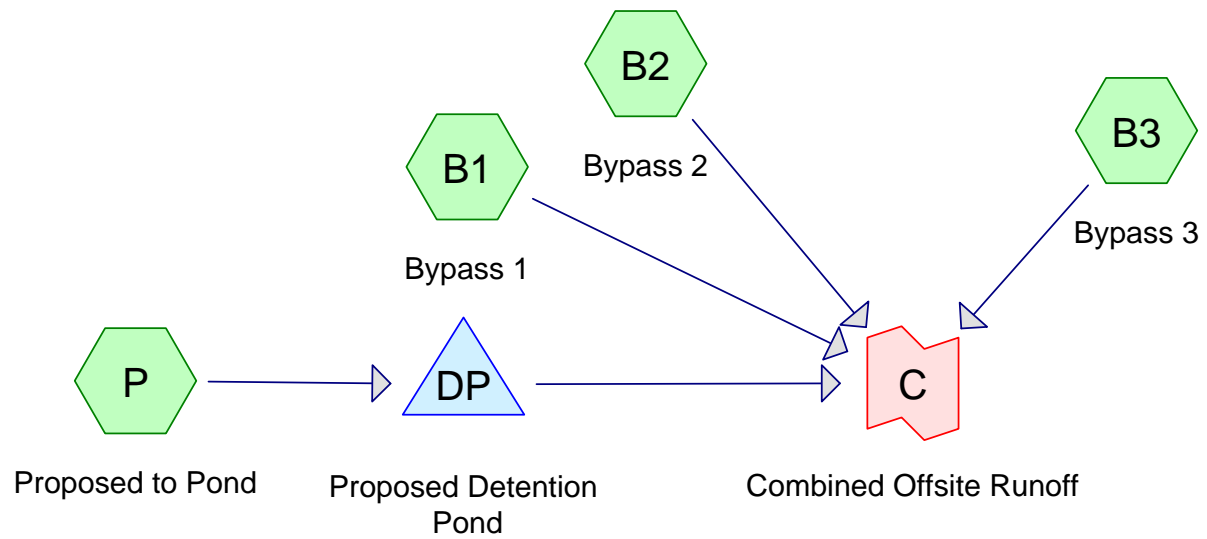 B2
Bypass 2
B3
Bypass 3
B1
Bypass 1
P
Proposed to Pond
DP
Proposed Detention
Pond
C
Combined Offsite Runoff